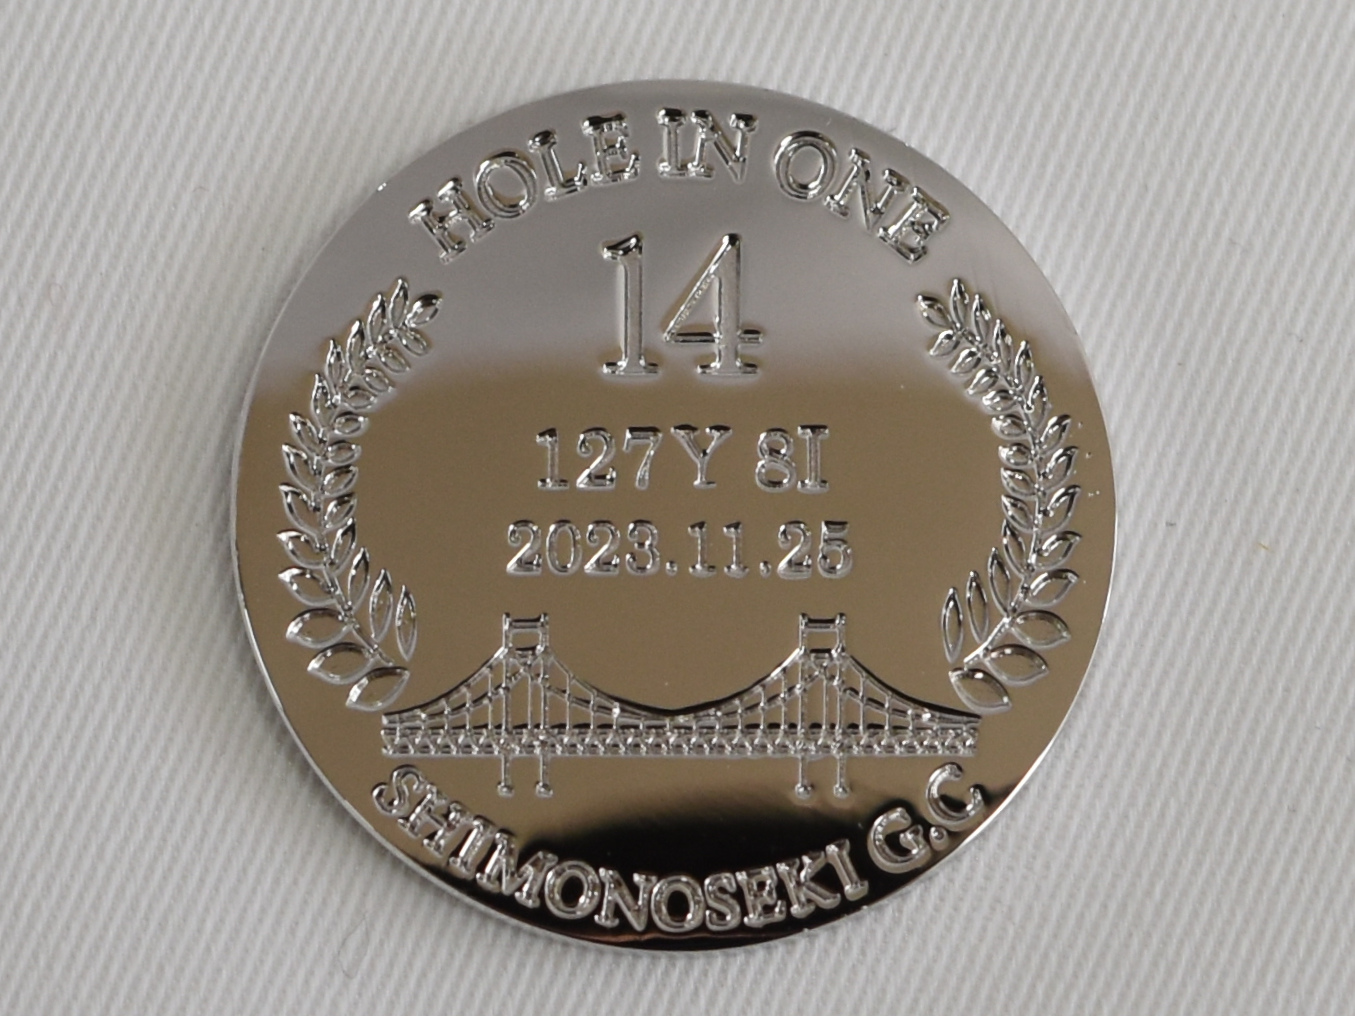 HOLE IN ONE
14
127Y 8I
2023.11.25
SHIMONOSEKI G.C